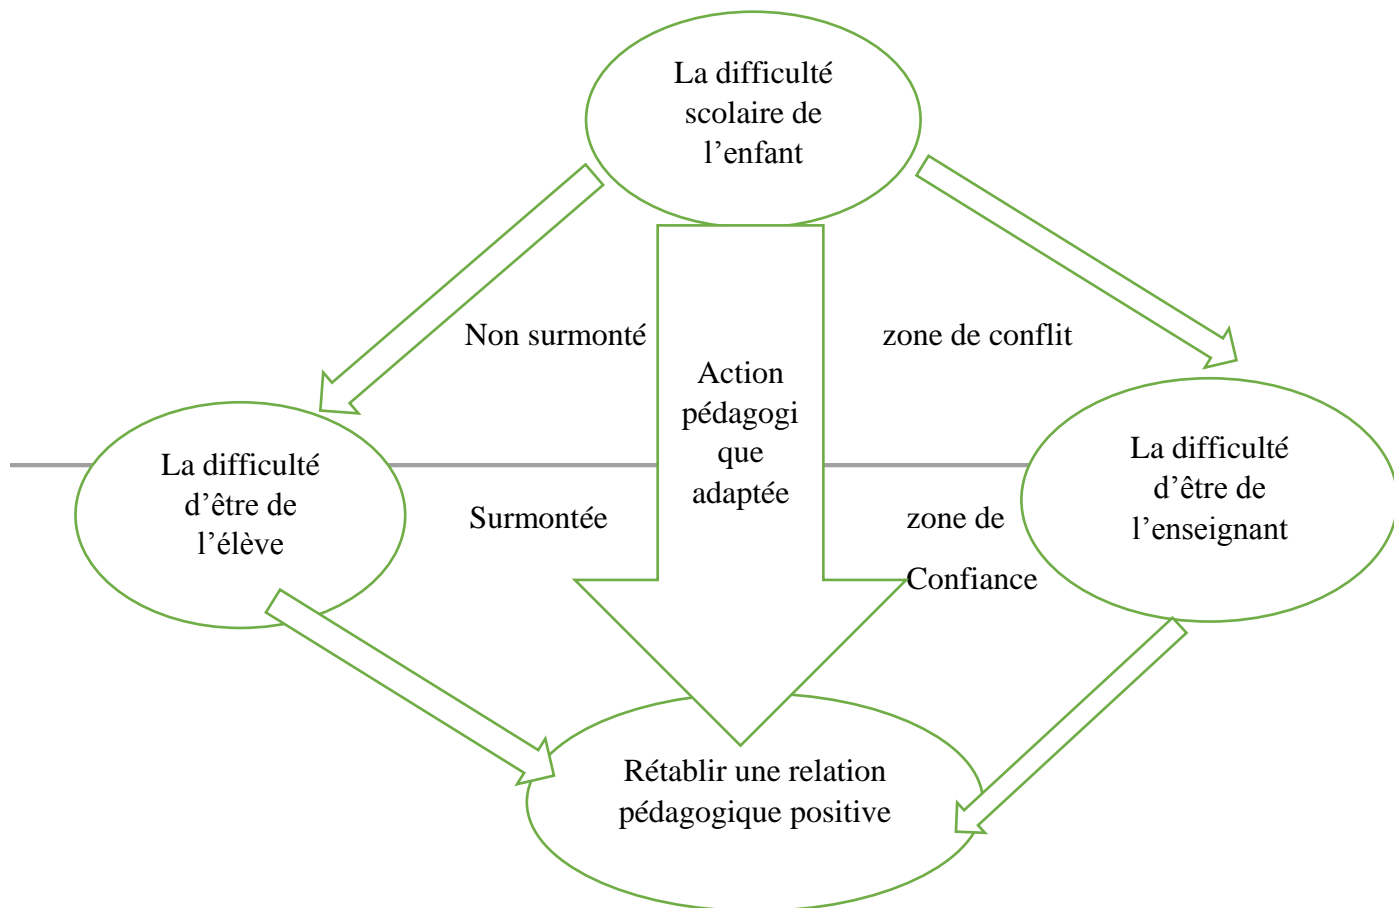 La difficulté
scolaire de
l’enfant
Non surmonté
zone de conflit
Action
pédagogi
que
adaptée
La difficulté
d’être de
l’élève
La difficulté
d’être de
l’enseignant
Surmontée
zone de
Confiance
Rétablir une relation
pédagogique positive